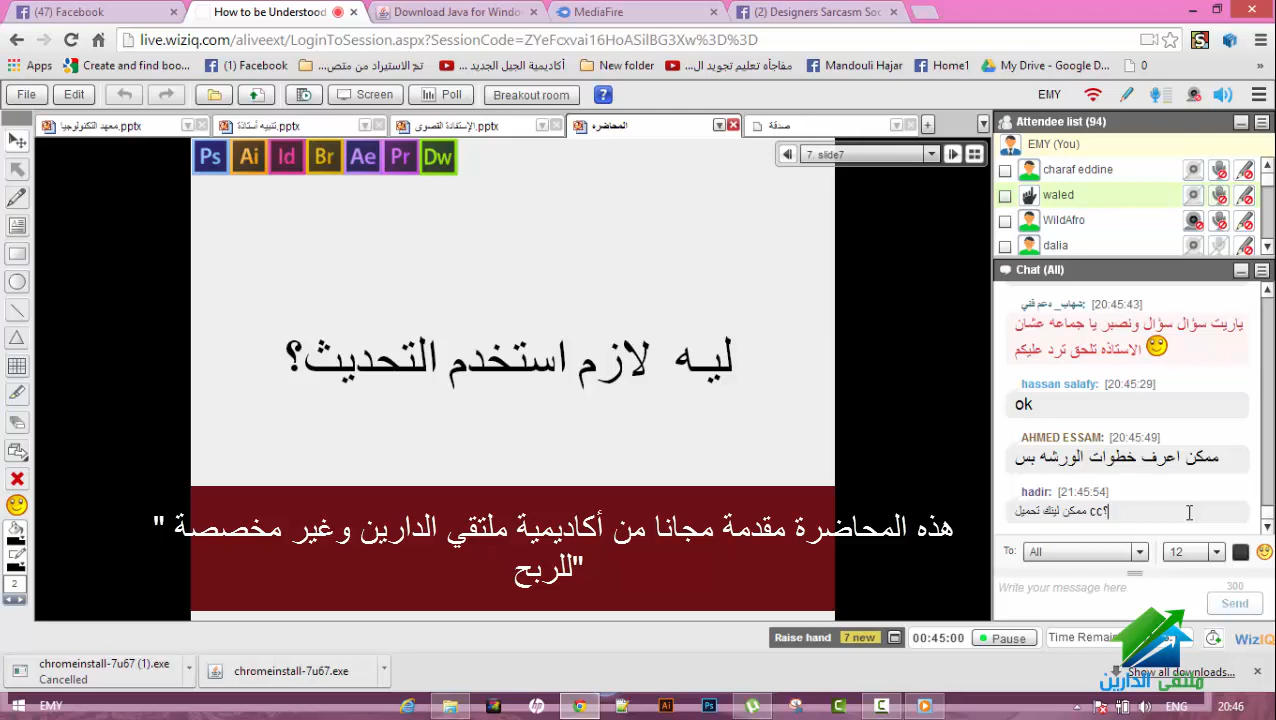 (47) Facebook
How to be Understood
Download Java for Windo
MediaFire
(2) Designers Sarcasm Soc
live.wiziq.com/aliveext/LoginToSession.aspx?SessionCode=ZYeFcxvai16HoASilBG3Xw%3D%3D
Apps
Create and find boo...
(1) Facebook
تم الاستيراد من متص...
أكاديمية الجيل الجديد ...
New folder
مفاجأه تعليم تجويد ال...
Mandouli Hajar
Home1
My Drive - Google D...
0
»
File
Edit
Screen
Poll
Breakout room
?
EMY
معهد التكنولوجيا.pptx
تنبيه أستاذة.pptx
الإستفادة القصوى.pptx
المحاضره
صدقة
Attendee list (94)
EMY (You)
charaf eddine
waled
WildAfro
dalia
Ps Ai Id Br Ae Pr Dw
7. slide7
ليـه لازم استخدم التحديث؟
هذه المحاضرة مقدمة مجانا من أكاديمية ملتقي الدارين وغير مخصصة "
للربح"
Chat (All)
شهاب_ دعم فني: [20:45:43]
ياريت سؤال سؤال ونصبر يا جماعه عشان
الاستاذه تلحق ترد عليكم
hassan salafy: [20:45:29]
ok
AHMED ESSAM: [20:45:49]
ممكن اعرف خطوات الورشه بس
hadir: [21:45:54]
ممكن لينك تحميل cc؟
To: All
12
Write your message here
300
Send
2
Raise hand
7 new
00:45:00
Pause
Time Remain
WizIQ
chromeinstall-7u67 (1).exe
Cancelled
chromeinstall-7u67.exe
Show all downloads...
ملتقى الدارين
EMY
ENG
20:46